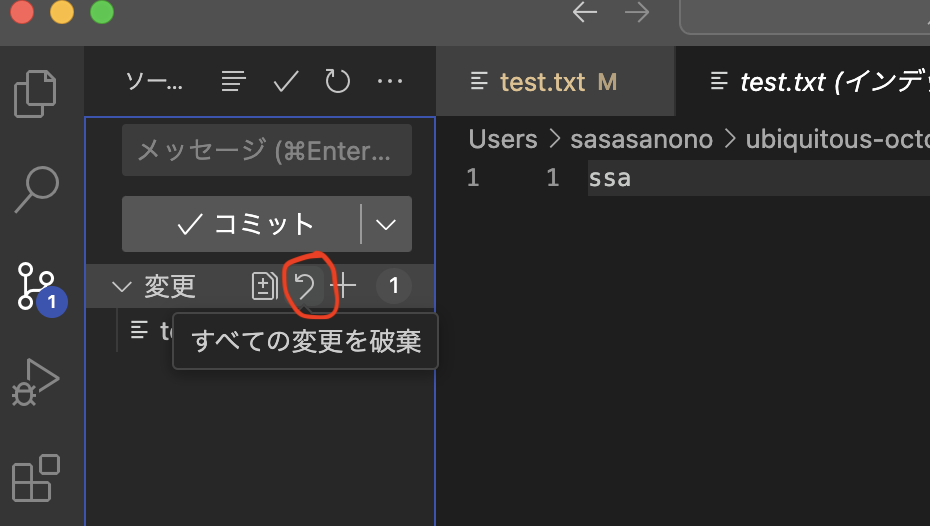 ソー...
test.txt M
test.txt (インデッ
メッセージ (⌘Enter...
Users > sasasanono > ubiquitous-octo
1 1 ssa
コミット
変更 1
1
すべての変更を破棄